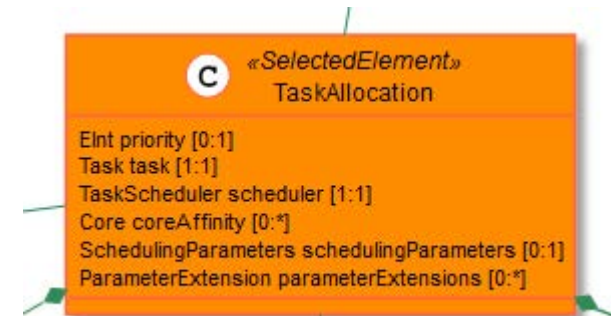 C «SelectedElement»
TaskAllocation
EInt priority [0:1]
Task task [1:1]
TaskScheduler scheduler [1:1]
Core coreAffinity [0:*]
SchedulingParameters schedulingParameters [0:1]
ParameterExtension parameterExtensions [0:*]